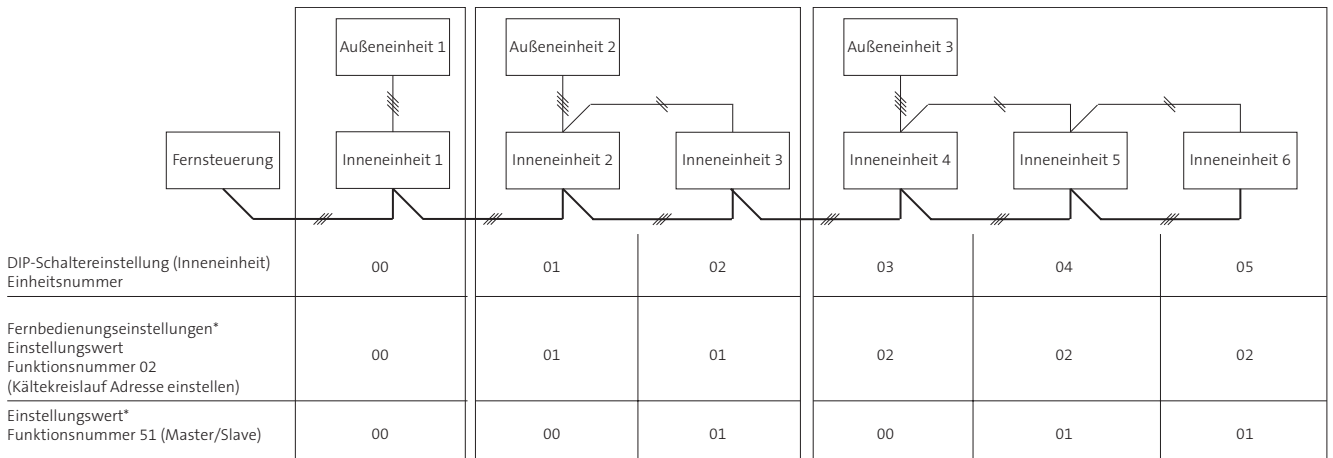 Außeneinheit 1
Außeneinheit 2
Außeneinheit 3
Fernsteuerung
Inneneinheit 1
Inneneinheit 2
Inneneinheit 3
Inneneinheit 4
Inneneinheit 5
Inneneinheit 6
DIP-Schaltereinstellung (Inneneinheit)
Einheitsnummer
00
01
02
03
04
05
Fernbedienungseinstellungen*
Einstellungswert
Funktionsnummer 02
(Kältekreislauf Adresse einstellen)
00
01
01
02
02
02
Einstellungswert*
Funktionsnummer 51 (Master/Slave)
00
00
01
00
01
01